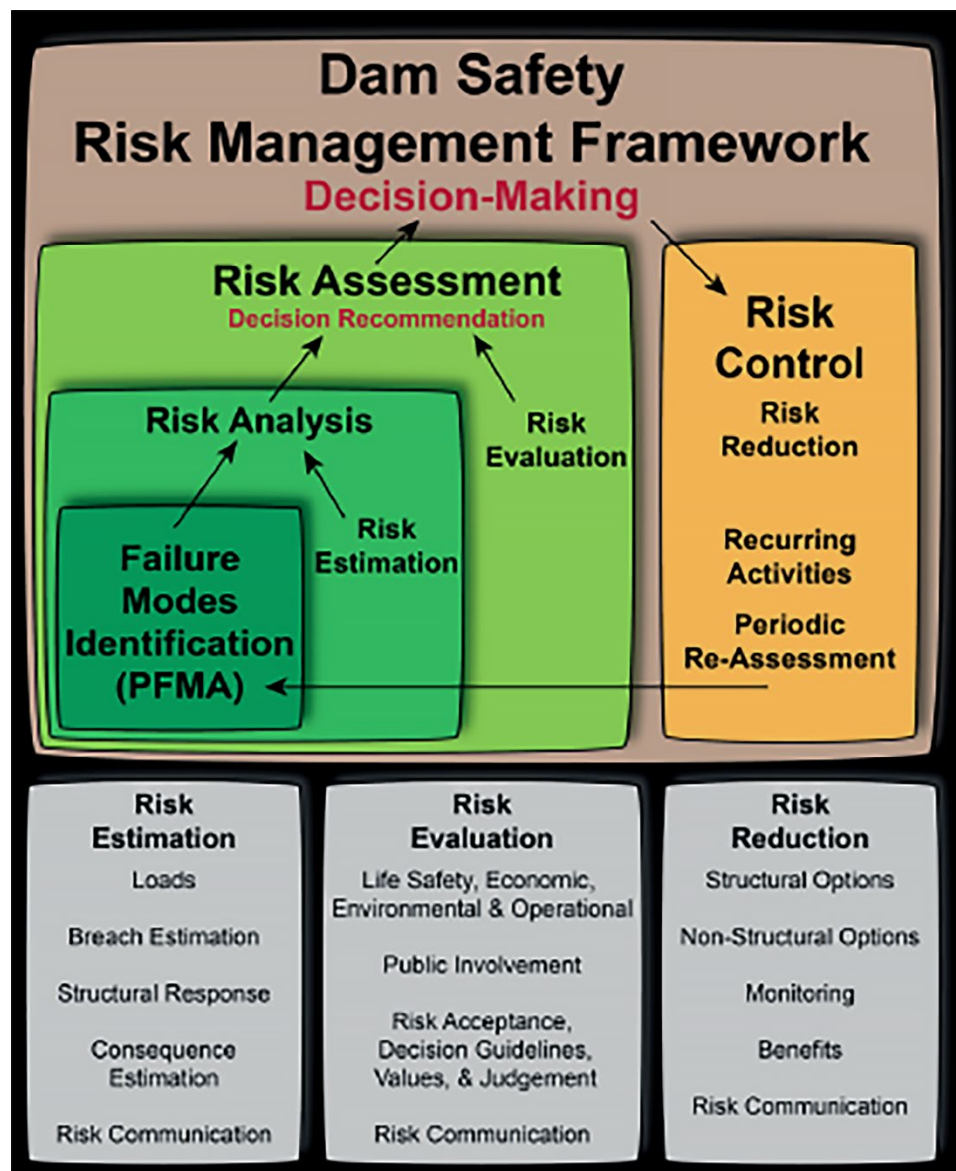 Dam Safety
Risk Management Framework
Decision-Making
Risk Assessment
Decision Recommendation
Risk Analysis
Risk
Evaluation
Risk
Estimation
Failure
Modes
Identification
(PFMA)
Risk
Control
Risk
Reduction
Recurring
Activities
Periodic
Re-Assessment
Risk
Estimation
Loads
Breach Estimation
Structural Response
Consequence
Estimation
Risk Communication
Risk
Evaluation
Life Safety, Economic,
Environmental & Operational
Public Involvement
Risk Acceptance,
Decision Guidelines,
Values, & Judgement
Risk Communication
Risk
Reduction
Structural Options
Non-Structural Options
Monitoring
Benefits
Risk Communication